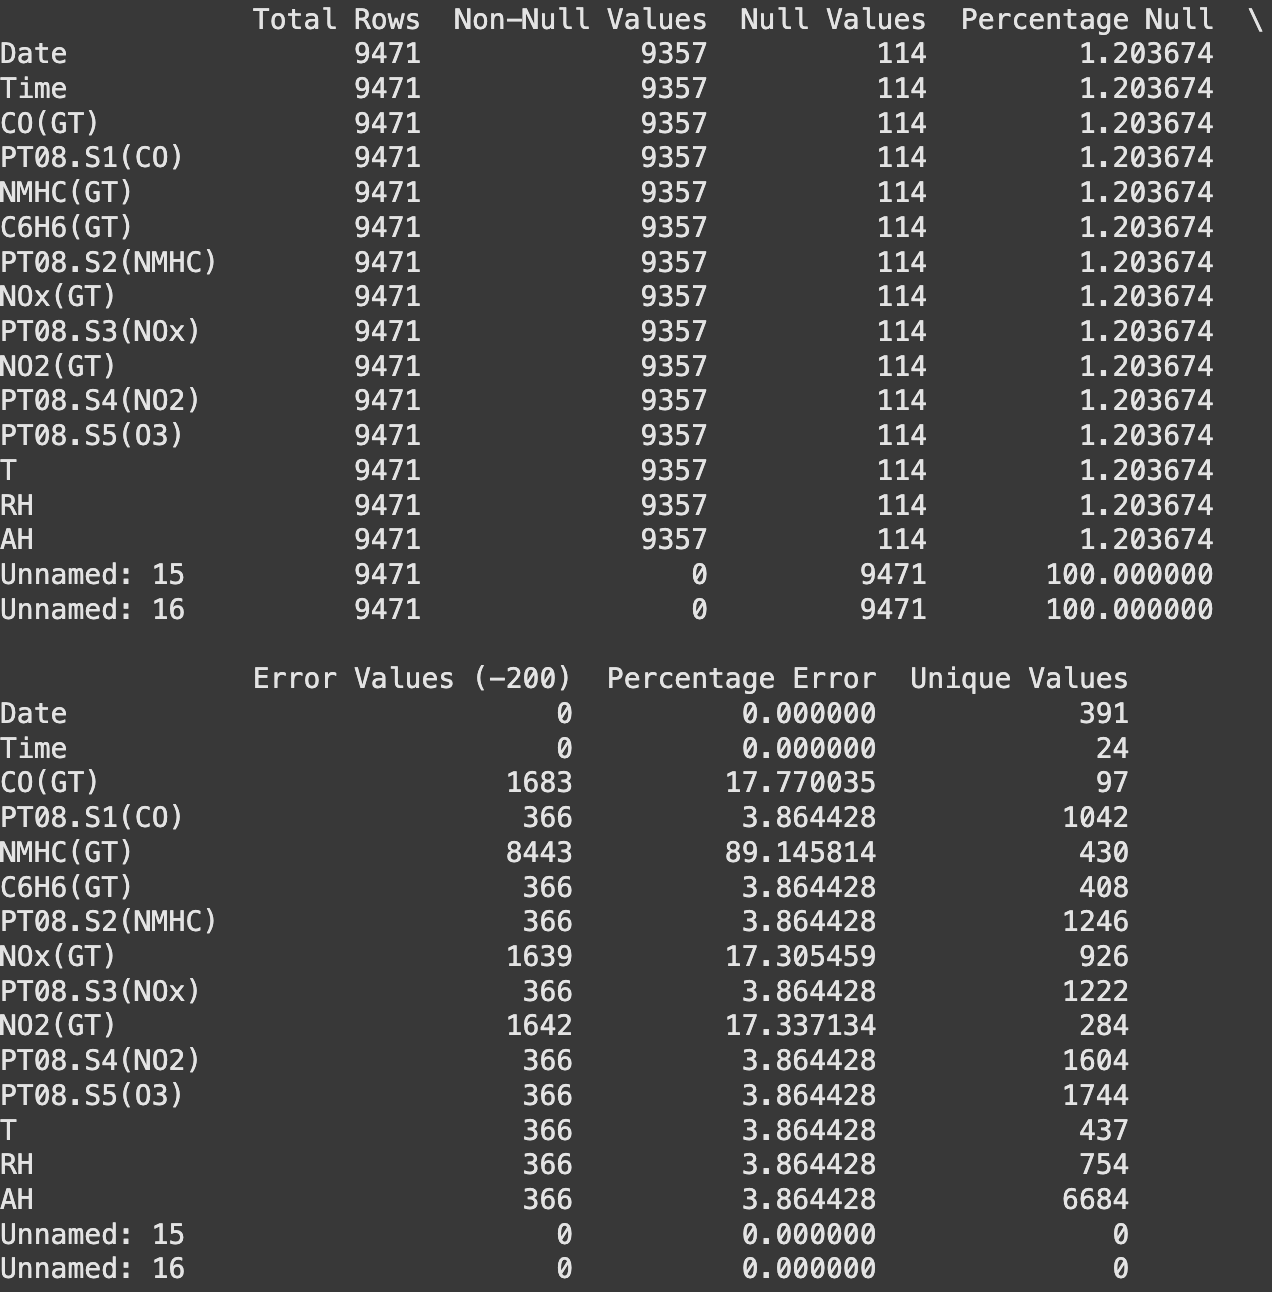 Total Rows  Non-Null Values  Null Values  Percentage Null  \
Date  9471  9357  114  1.203674
Time  9471  9357  114  1.203674
CO(GT)  9471  9357  114  1.203674
PT08.S1(CO)  9471  9357  114  1.203674
NMHC(GT)  9471  9357  114  1.203674
C6H6(GT)  9471  9357  114  1.203674
PT08.S2(NMHC)  9471  9357  114  1.203674
NOx(GT)  9471  9357  114  1.203674
PT08.S3(NOx)  9471  9357  114  1.203674
NO2(GT)  9471  9357  114  1.203674
PT08.S4(NO2)  9471  9357  114  1.203674
PT08.S5(O3)  9471  9357  114  1.203674
T  9471  9357  114  1.203674
RH  9471  9357  114  1.203674
AH  9471  9357  114  1.203674
Unnamed: 15  9471  0  9471  100.000000
Unnamed: 16  9471  0  9471  100.000000
Error Values (-200)  Percentage Error  Unique Values
Date  0  0.000000  391
Time  0  0.000000  24
CO(GT)  1683  17.770035  97
PT08.S1(CO)  366  3.864428  1042
NMHC(GT)  8443  89.145814  430
C6H6(GT)  366  3.864428  408
PT08.S2(NMHC)  366  3.864428  1246
NOx(GT)  1639  17.305459  926
PT08.S3(NOx)  366  3.864428  1222
NO2(GT)  1642  17.337134  284
PT08.S4(NO2)  366  3.864428  1604
PT08.S5(O3)  366  3.864428  1744
T  366  3.864428  437
RH  366  3.864428  754
AH  366  3.864428  6684
Unnamed: 15  0  0.000000  0
Unnamed: 16  0  0.000000  0